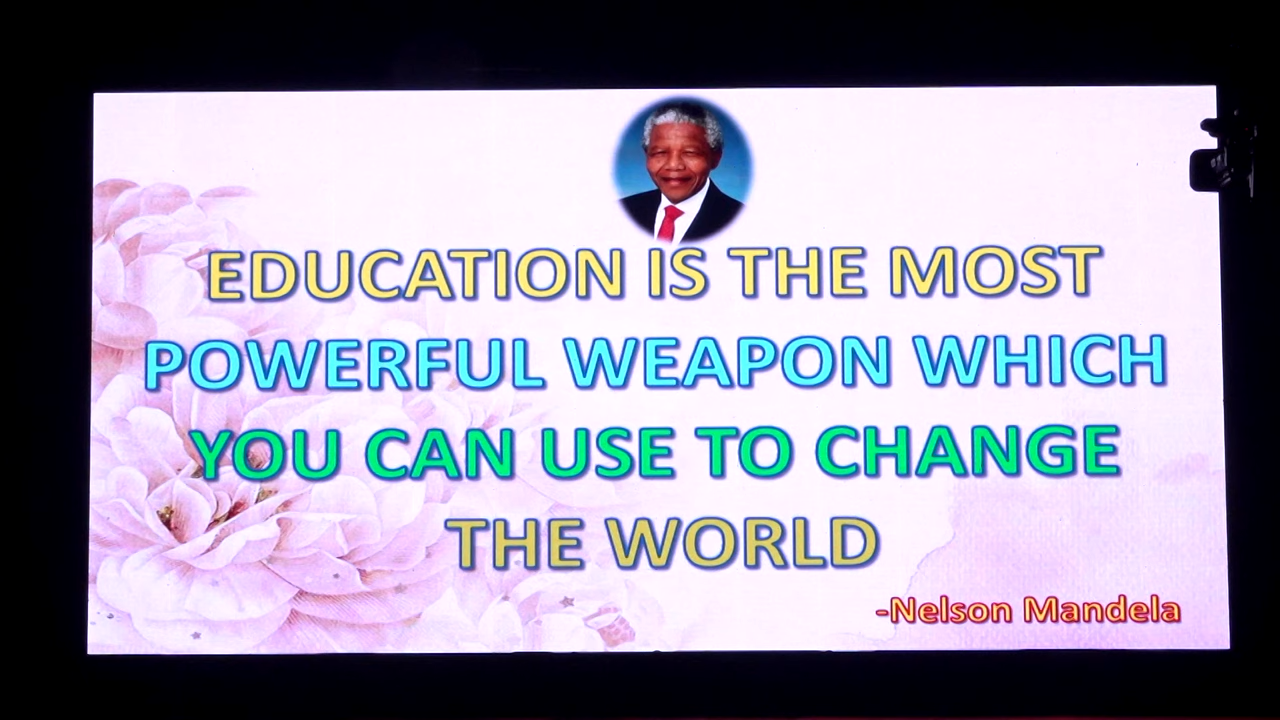 EDUCATION IS THE MOST
POWERFUL WEAPON WHICH
YOU CAN USE TO CHANGE
THE WORLD
-Nelson Mandela